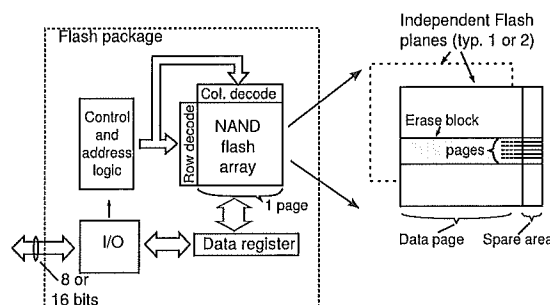 Flash package
Control
and
address
logic
Col. decode
Row decode
NAND
flash
array
1 page
I/O
Data register
8 or
16 bits
Independent Flash
planes (typ. 1 or 2)
Erase block
pages
Data page
Spare area